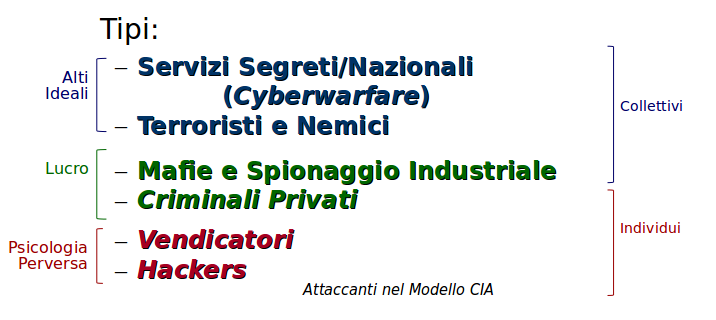 Tipi:
Alti
Ideali
– Servizi Segreti/Nazionali
(Cyberwarfare)
– Terroristi e Nemici
Collettivi
Lucro
– Mafie e Spionaggio Industriale
– Criminali Privati
Individui
Psicologia
Perversa
– Vendicatori
– Hackers
Attaccanti nel Modello CIA